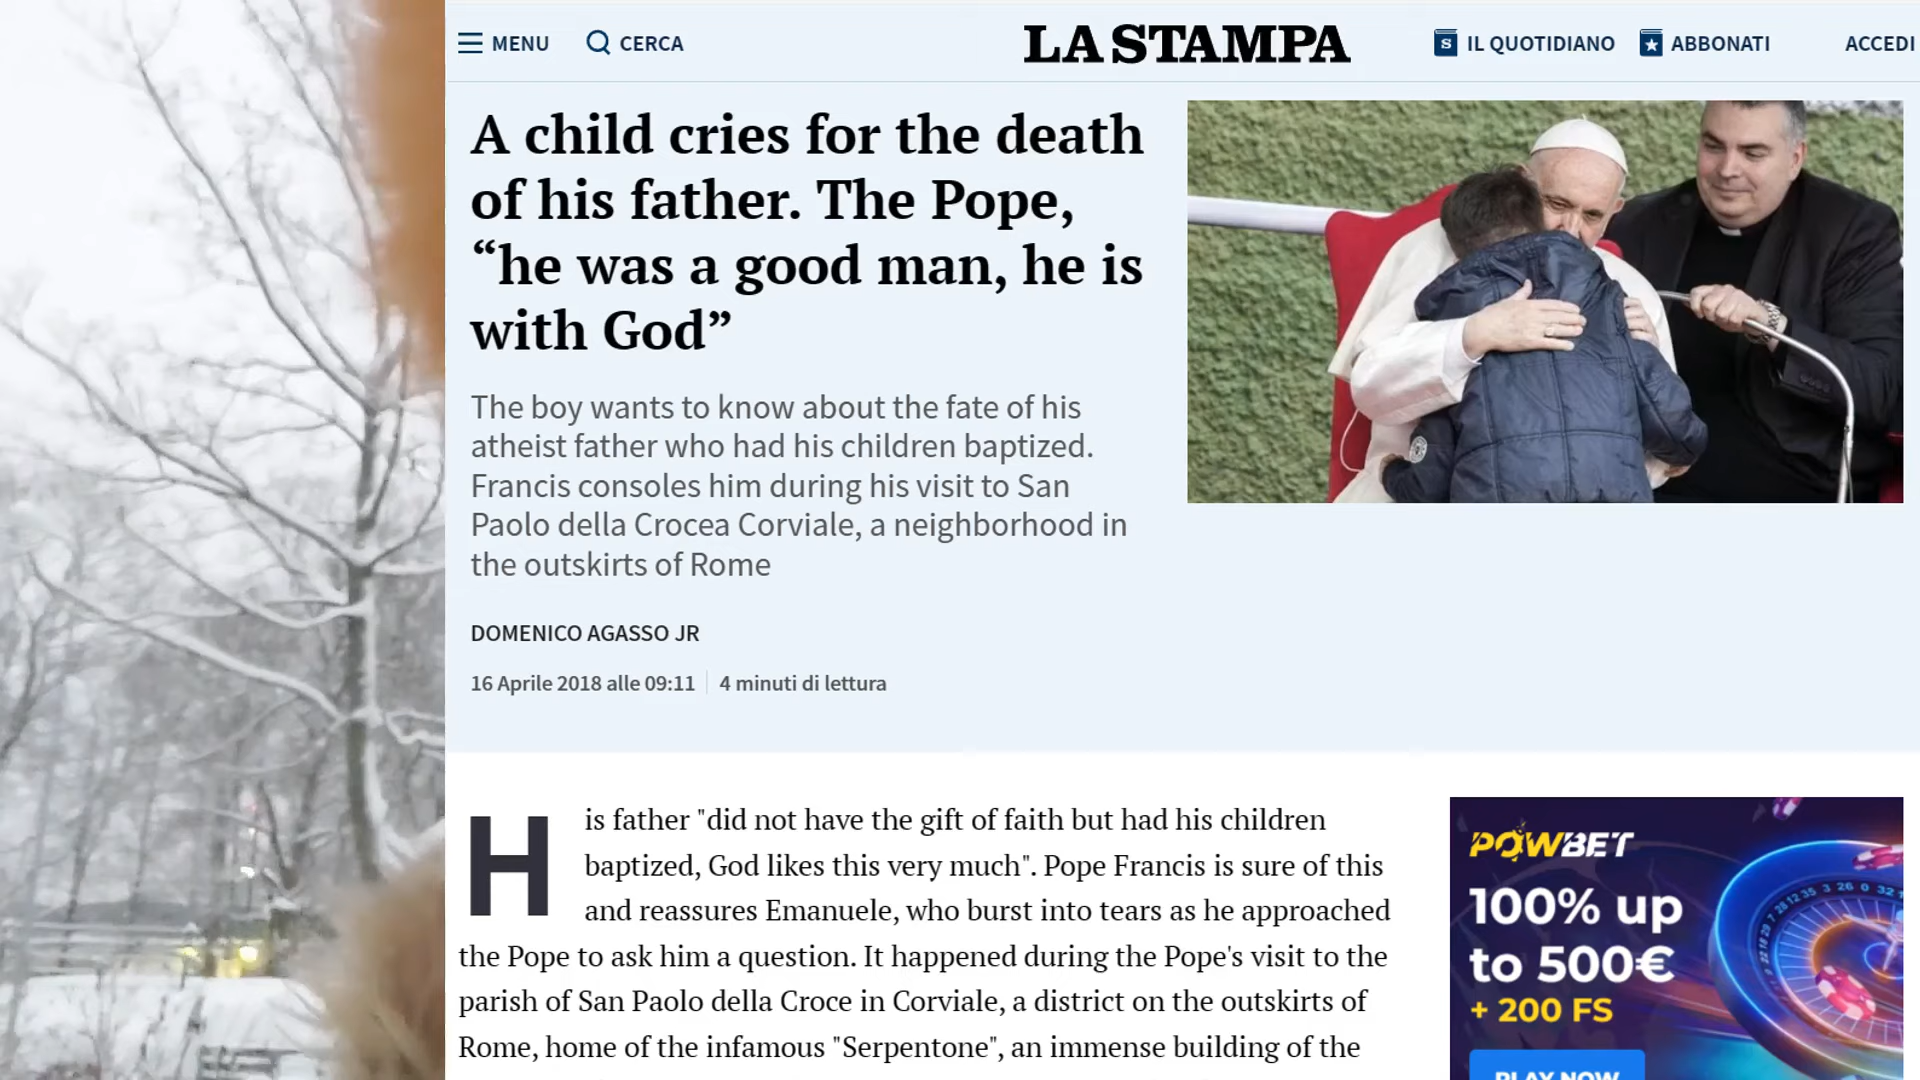 MENU
CERCA
LA STAMPA
S
IL QUOTIDIANO
ABBONATI
ACCEDI
A child cries for the death
of his father. The Pope,
“he was a good man, he is
with God”
The boy wants to know about the fate of his
atheist father who had his children baptized.
Francis consoles him during his visit to San
Paolo della Crocea Corviale, a neighborhood in
the outskirts of Rome
DOMENICO AGASSO JR
16 Aprile 2018 alle 09:11
4 minuti di lettura
His father "did not have the gift of faith but had his children
baptized, God likes this very much". Pope Francis is sure of this
and reassures Emanuele, who burst into tears as he approached
the Pope to ask him a question. It happened during the Pope's visit to the
parish of San Paolo della Croce in Corviale, a district on the outskirts of
Rome, home of the infamous "Serpentone", an immense building of the
POWBET
100% up
to 500€
+ 200 FS
PLAY NOW